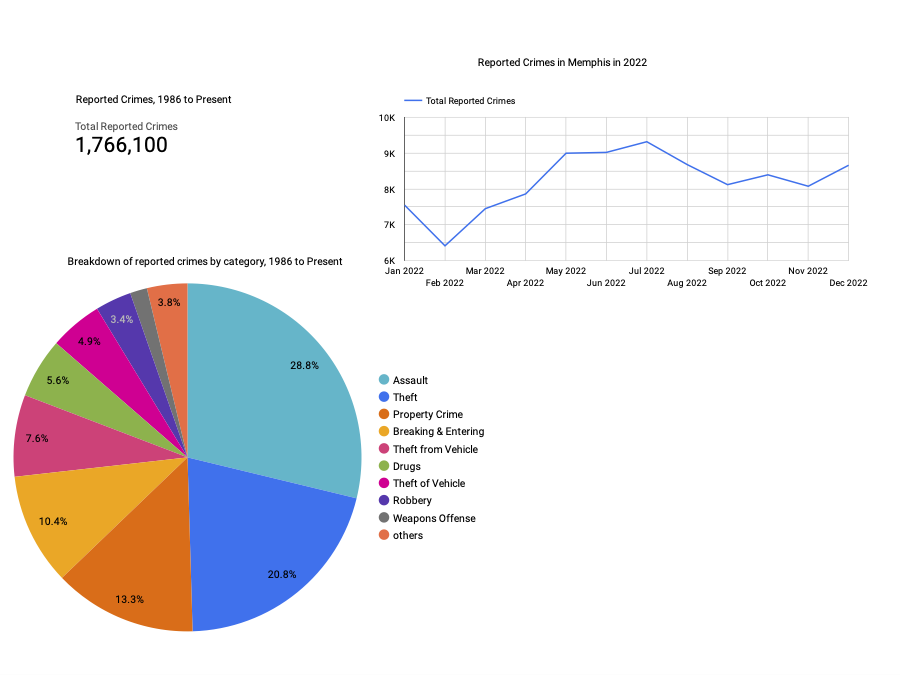 Reported Crimes in Memphis in 2022
Reported Crimes, 1986 to Present
Total Reported Crimes
1,766,100
Total Reported Crimes
10K
9K
8K
7K
6K
Jan 2022
Feb 2022
Mar 2022
Apr 2022
May 2022
Jun 2022
Jul 2022
Aug 2022
Sep 2022
Oct 2022
Nov 2022
Dec 2022
Breakdown of reported crimes by category, 1986 to Present
28.8%
20.8%
13.3%
10.4%
7.6%
5.6%
4.9%
3.4%
3.8%
Assault
Theft
Property Crime
Breaking & Entering
Theft from Vehicle
Drugs
Theft of Vehicle
Robbery
Weapons Offense
others